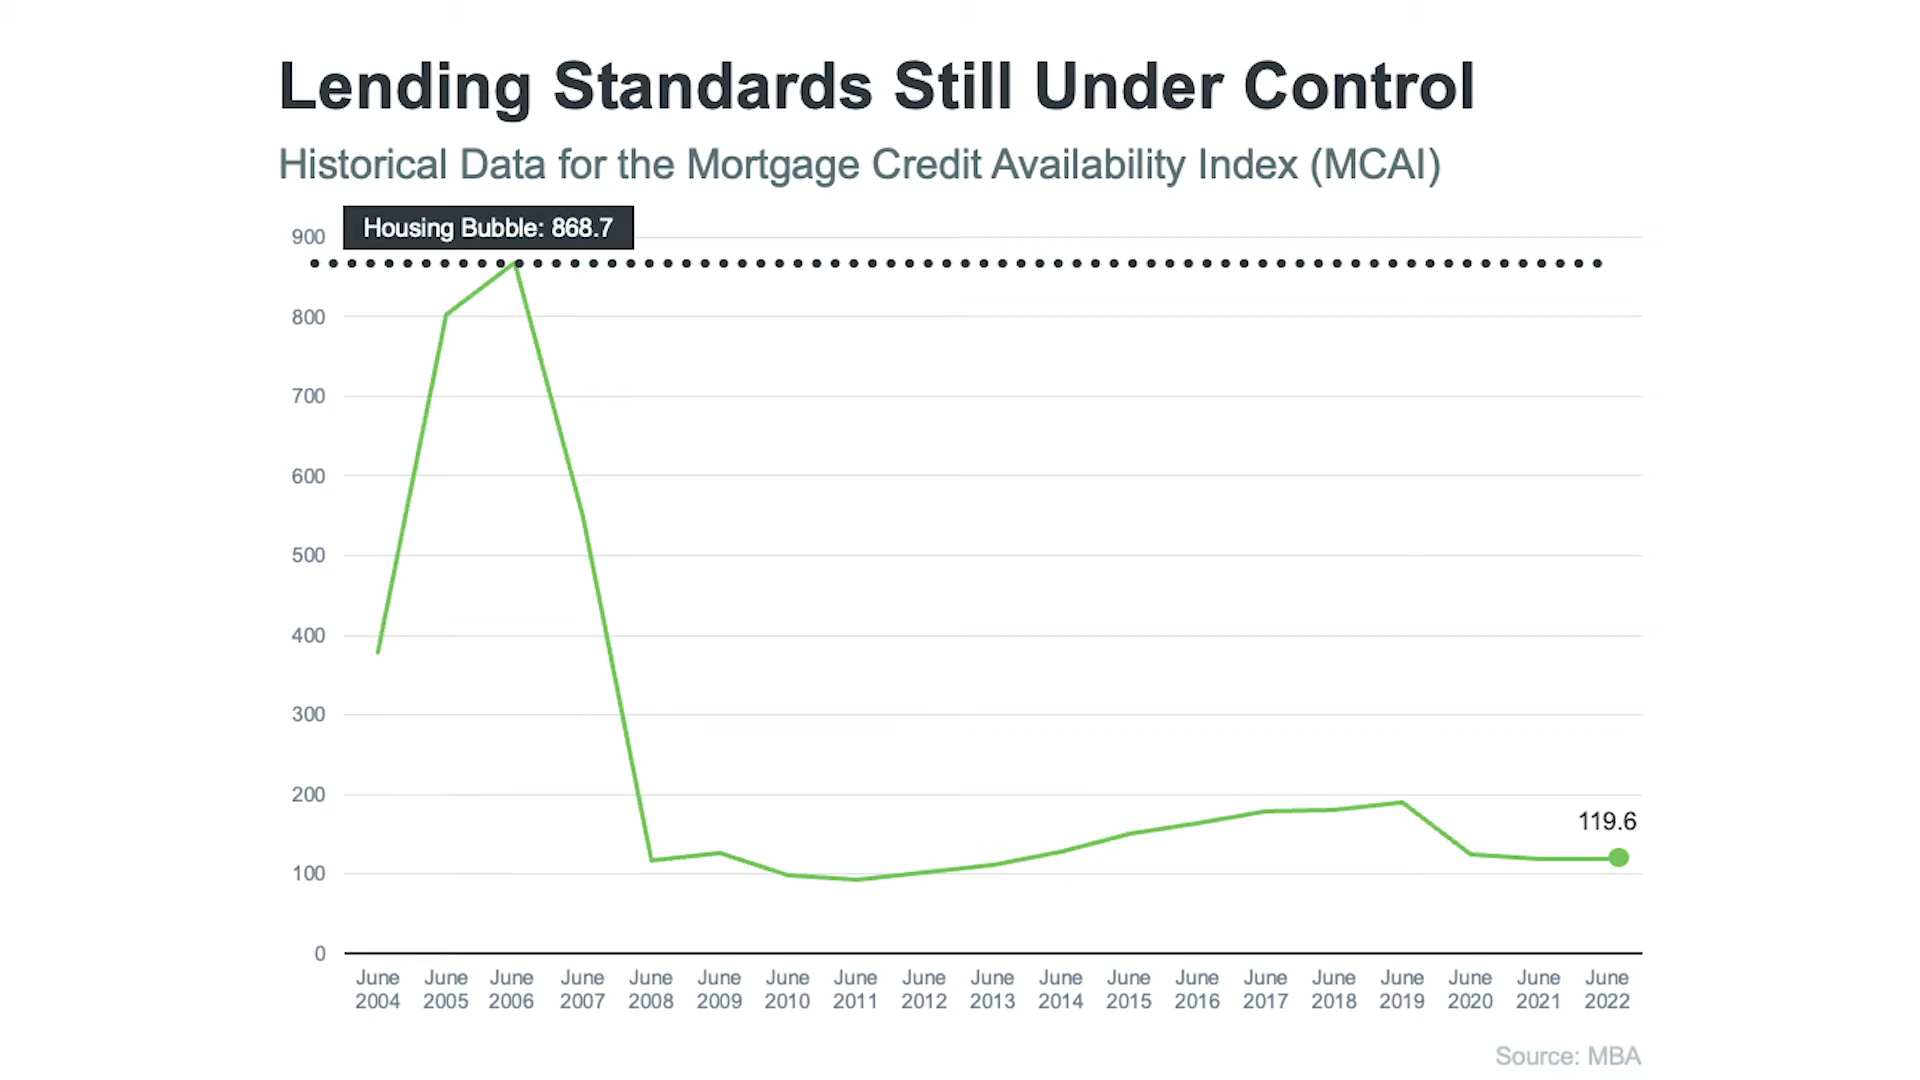 Lending Standards Still Under Control
Historical Data for the Mortgage Credit Availability Index (MCAI)
Housing Bubble: 868.7
900
800
700
600
500
400
300
200
100
0
119.6
June 2004
June 2005
June 2006
June 2007
June 2008
June 2009
June 2010
June 2011
June 2012
June 2013
June 2014
June 2015
June 2016
June 2017
June 2018
June 2019
June 2020
June 2021
June 2022
Source: MBA